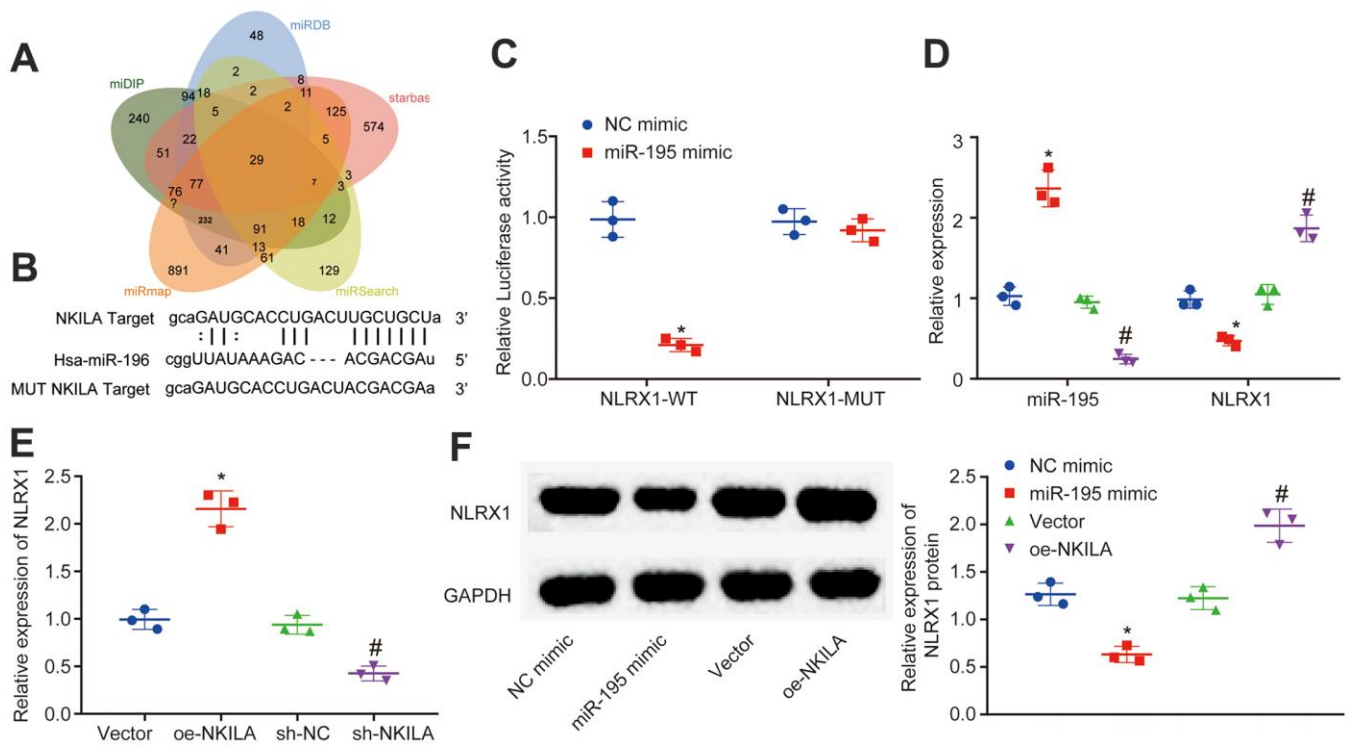 A
miRDB
48
miDIP
starbas
2
8
94
18
2
11
240
5
2
125
574
22
5
51
29
3
76
77
7
3
?
232
18
12
91
41
13
61
891
129
miRmap
miRSearch
B
NKILA Target gcaGAUGCACCUGACUUGCUGCUa 3'
Hsa-miR-196 cggUUAUAAAGAC - - - ACGACGAu 5'
MUT NKILA Target gcaGAUGCACCUGACUACGACGAa 3'
C
NC mimic
miR-195 mimic
Relative Luciferase activity
1.5
1.0
0.5
0.0
*
NLRX1-WT
NLRX1-MUT
D
Relative expression
3
2
1
0
*
#
*
#
miR-195
NLRX1
E
Relative expression of NLRX1
2.5
2.0
1.5
1.0
0.5
0.0
*
#
Vector
oe-NKILA
sh-NC
sh-NKILA
F
NLRX1
GAPDH
NC mimic
miR-195 mimic
Vector
oe-NKILA
Relative expression of
NLRX1 protein
2.5
2.0
1.5
1.0
0.5
0.0
NC mimic
miR-195 mimic
Vector
oe-NKILA
*
#